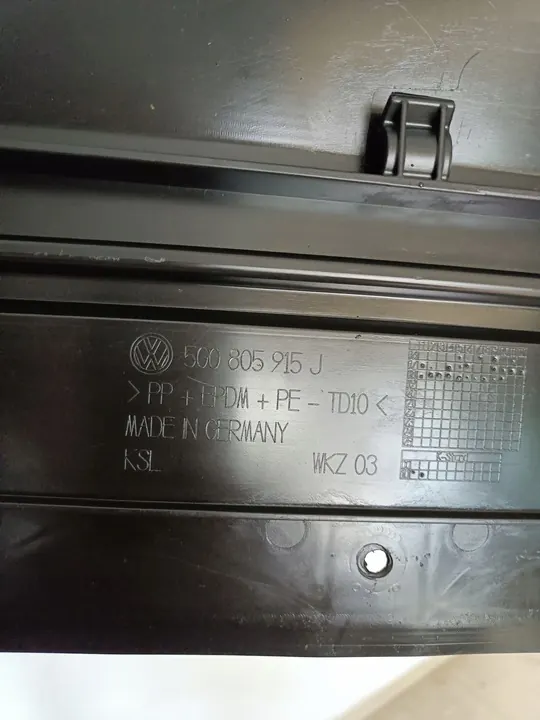 5G0 805 915 J
>PP + EPDM + PE - TD10<
MADE IN GERMANY
KSL WKZ 03